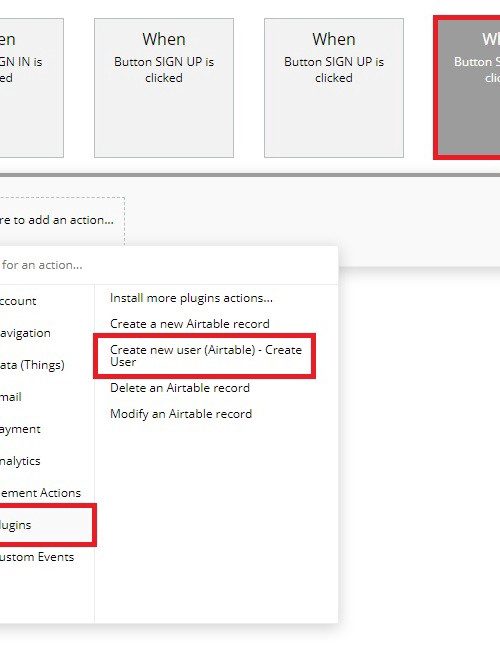 en When When Wh
GN IN is Button SIGN UP is Button SIGN UP is Button S
ed clicked clicked clic
re to add an action...
for an action...
ccount Install more plugins actions...
Create a new Airtable record
avigation
Create new user (Airtable) - Create
User
ata (Things)
Delete an Airtable record
mail
Modify an Airtable record
ayment
nalytics
ement Actions
lugins
ustom Events